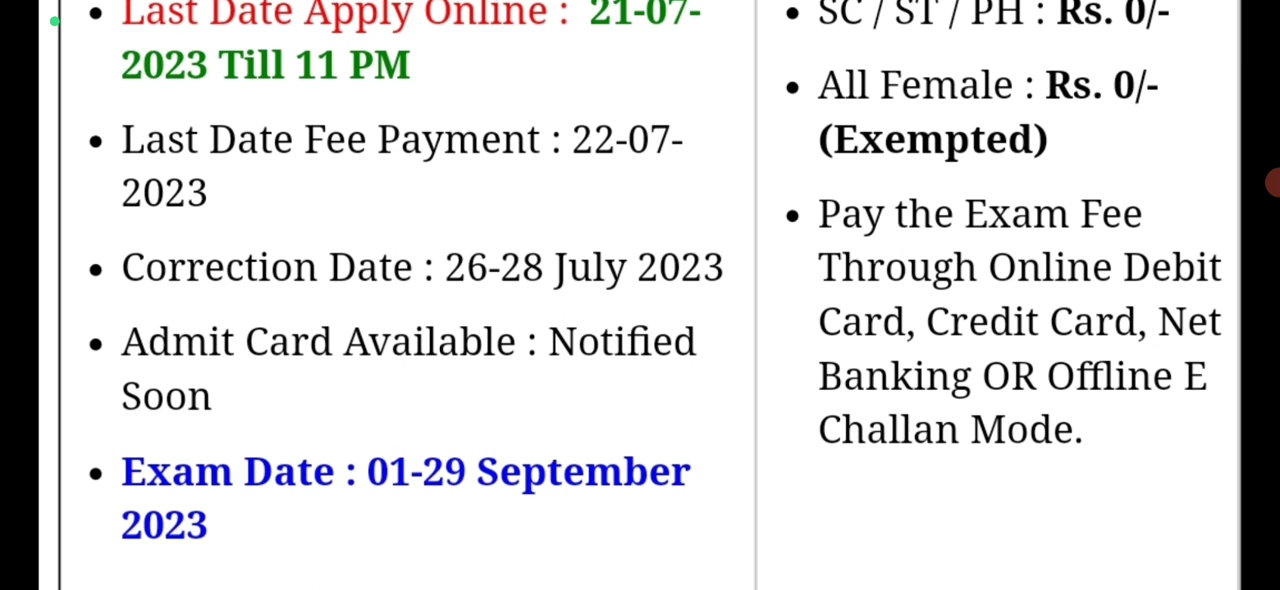 Last Date Apply Online : 21-07-
2023 Till 11 PM
Last Date Fee Payment : 22-07-
2023
Correction Date : 26-28 July 2023
Admit Card Available : Notified
Soon
Exam Date : 01-29 September
2023
SC / ST / PH : Rs. 0/-
All Female : Rs. 0/-
(Exempted)
Pay the Exam Fee
Through Online Debit
Card, Credit Card, Net
Banking OR Offline E
Challan Mode.